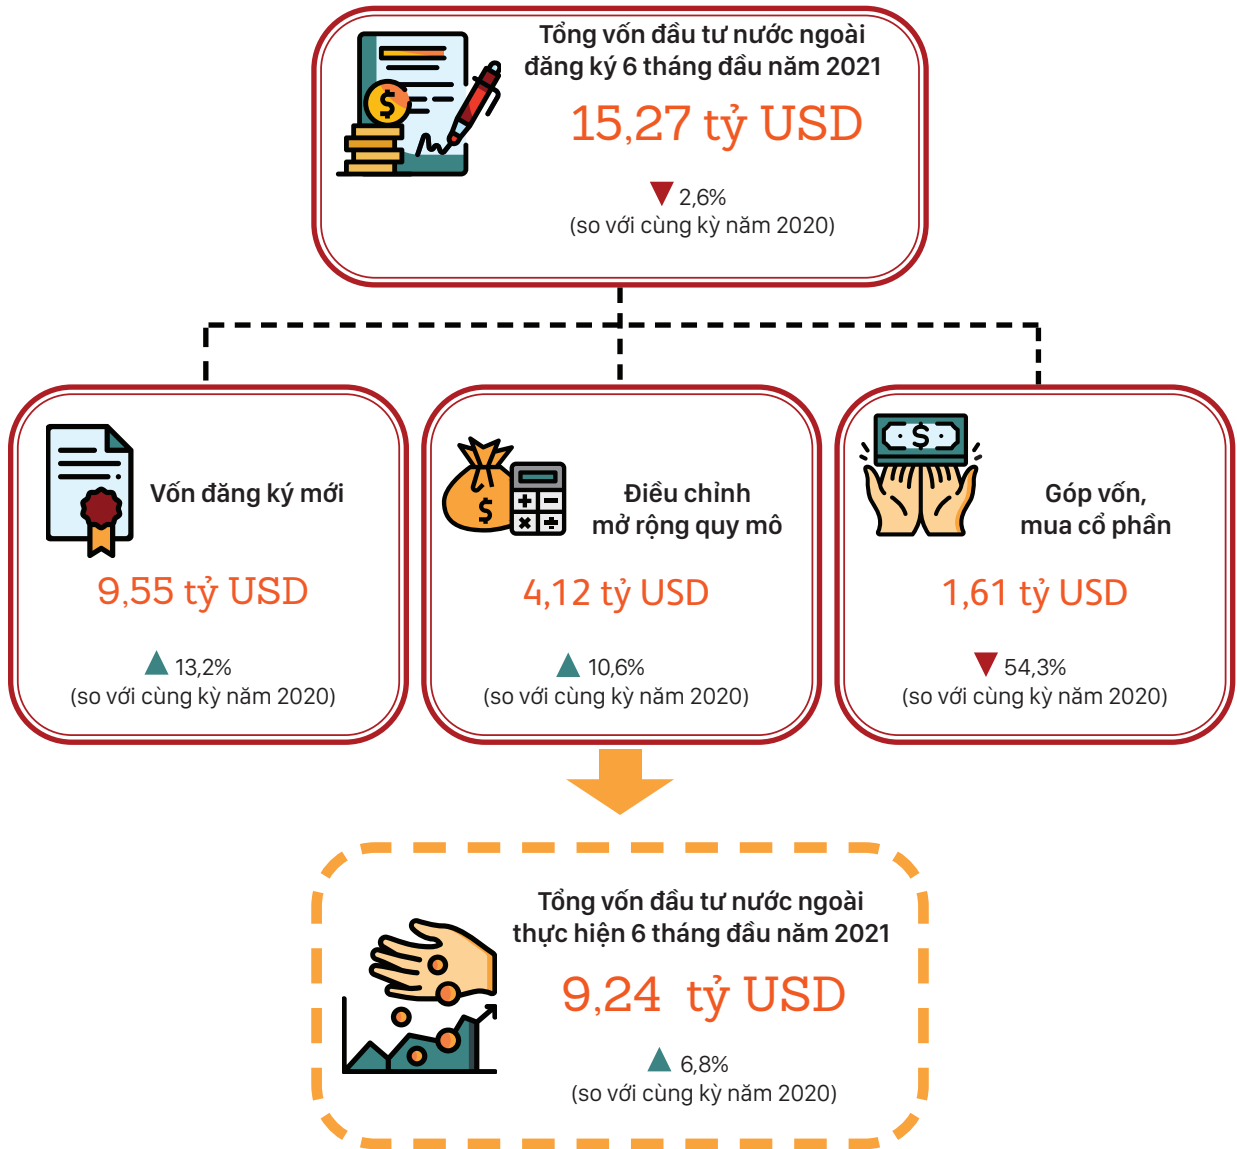 Tổng vốn đầu tư nước ngoài
đăng ký 6 tháng đầu năm 2021
15,27 tỷ USD
2,6%
(so với cùng kỳ năm 2020)
Vốn đăng ký mới
9,55 tỷ USD
13,2%
(so với cùng kỳ năm 2020)
Điều chỉnh
mở rộng quy mô
4,12 tỷ USD
10,6%
(so với cùng kỳ năm 2020)
Góp vốn,
mua cổ phần
1,61 tỷ USD
54,3%
(so với cùng kỳ năm 2020)
Tổng vốn đầu tư nước ngoài
thực hiện 6 tháng đầu năm 2021
9,24 tỷ USD
6,8%
(so với cùng kỳ năm 2020)